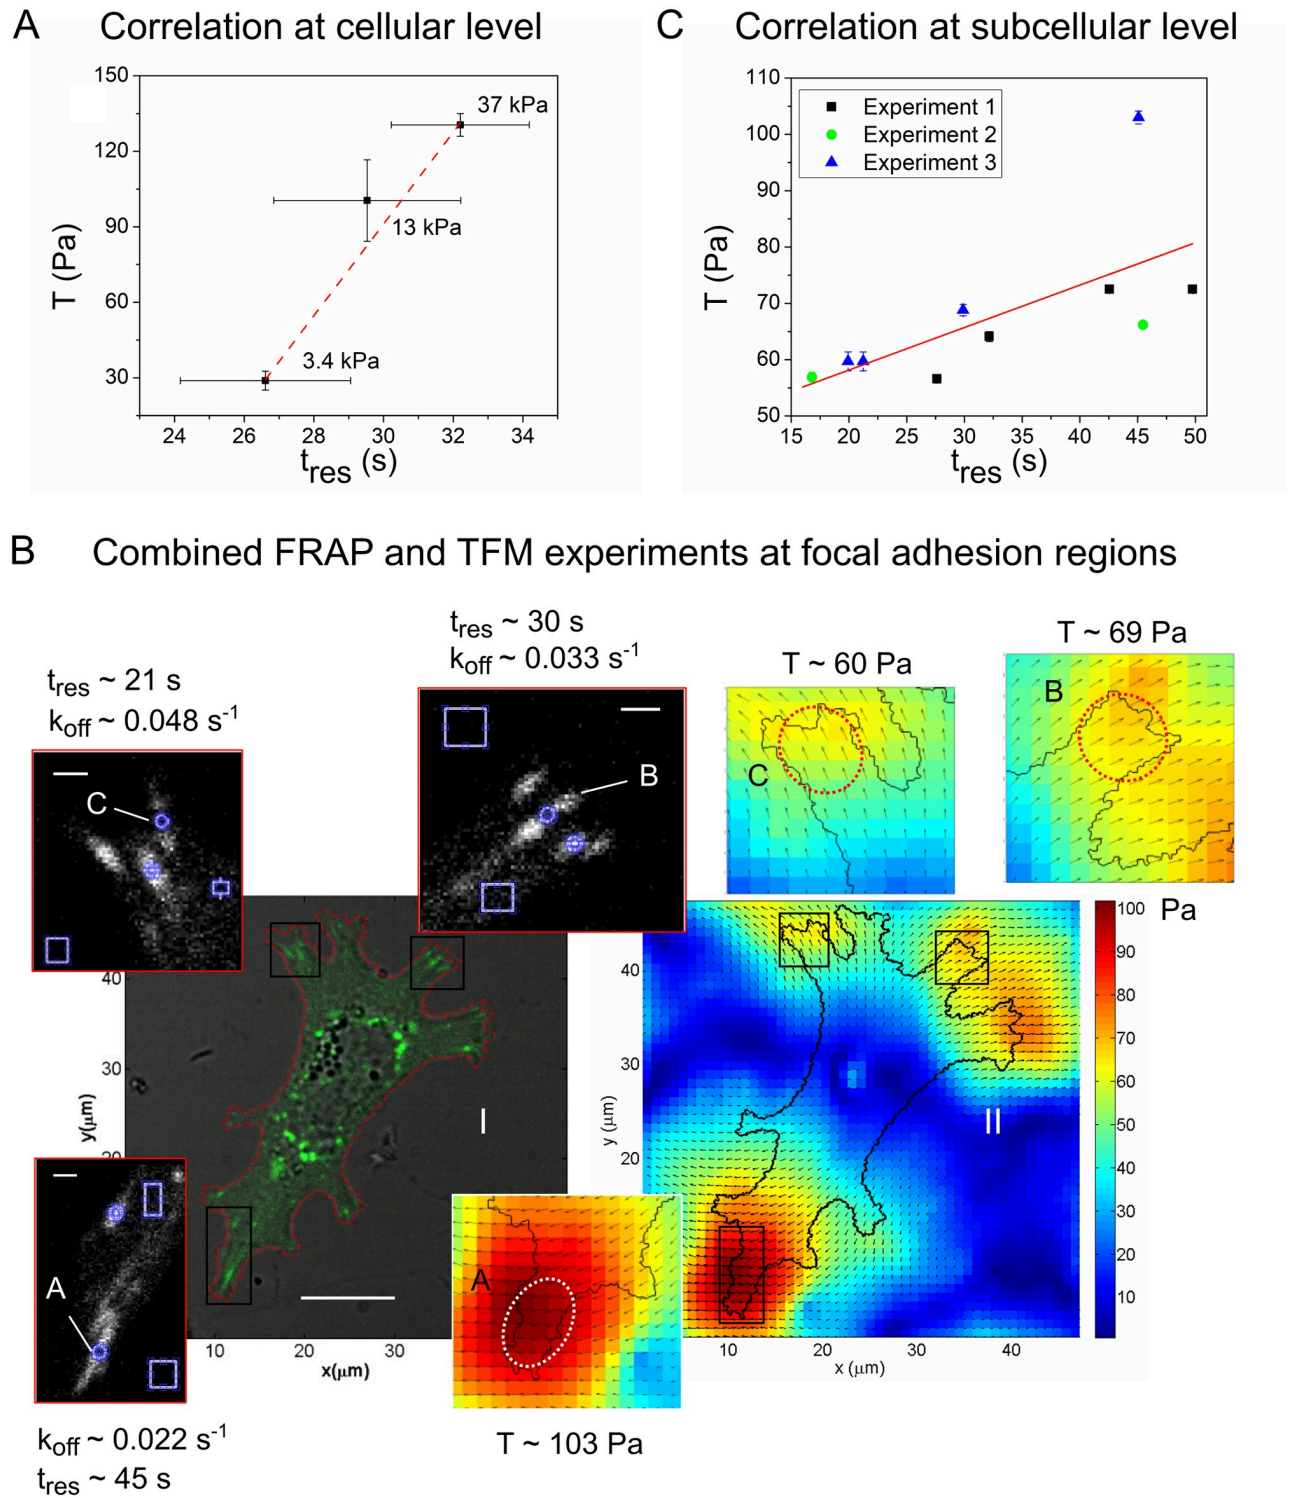 A Correlation at cellular level
150
120
90
60
30
T (Pa)
37 kPa
13 kPa
3.4 kPa
24 26 28 30 32 34
tres (s)
C Correlation at subcellular level
110
100
90
80
70
60
50
T (Pa)
Experiment 1
Experiment 2
Experiment 3
15 20 25 30 35 40 45 50
tres (s)
B Combined FRAP and TFM experiments at focal adhesion regions
tres ~ 21 s
koff ~ 0.048 s-1
C
tres ~ 30 s
koff ~ 0.033 s-1
B
T ~ 60 Pa
C
T ~ 69 Pa
B
40
30
20
y(μm)
I
10 20 30
x(μm)
A
koff ~ 0.022 s-1
tres ~ 45 s
A
T ~ 103 Pa
40
30
20
y (μm)
II
10 20 30 40
x (μm)
Pa
100
90
80
70
60
50
40
30
20
10